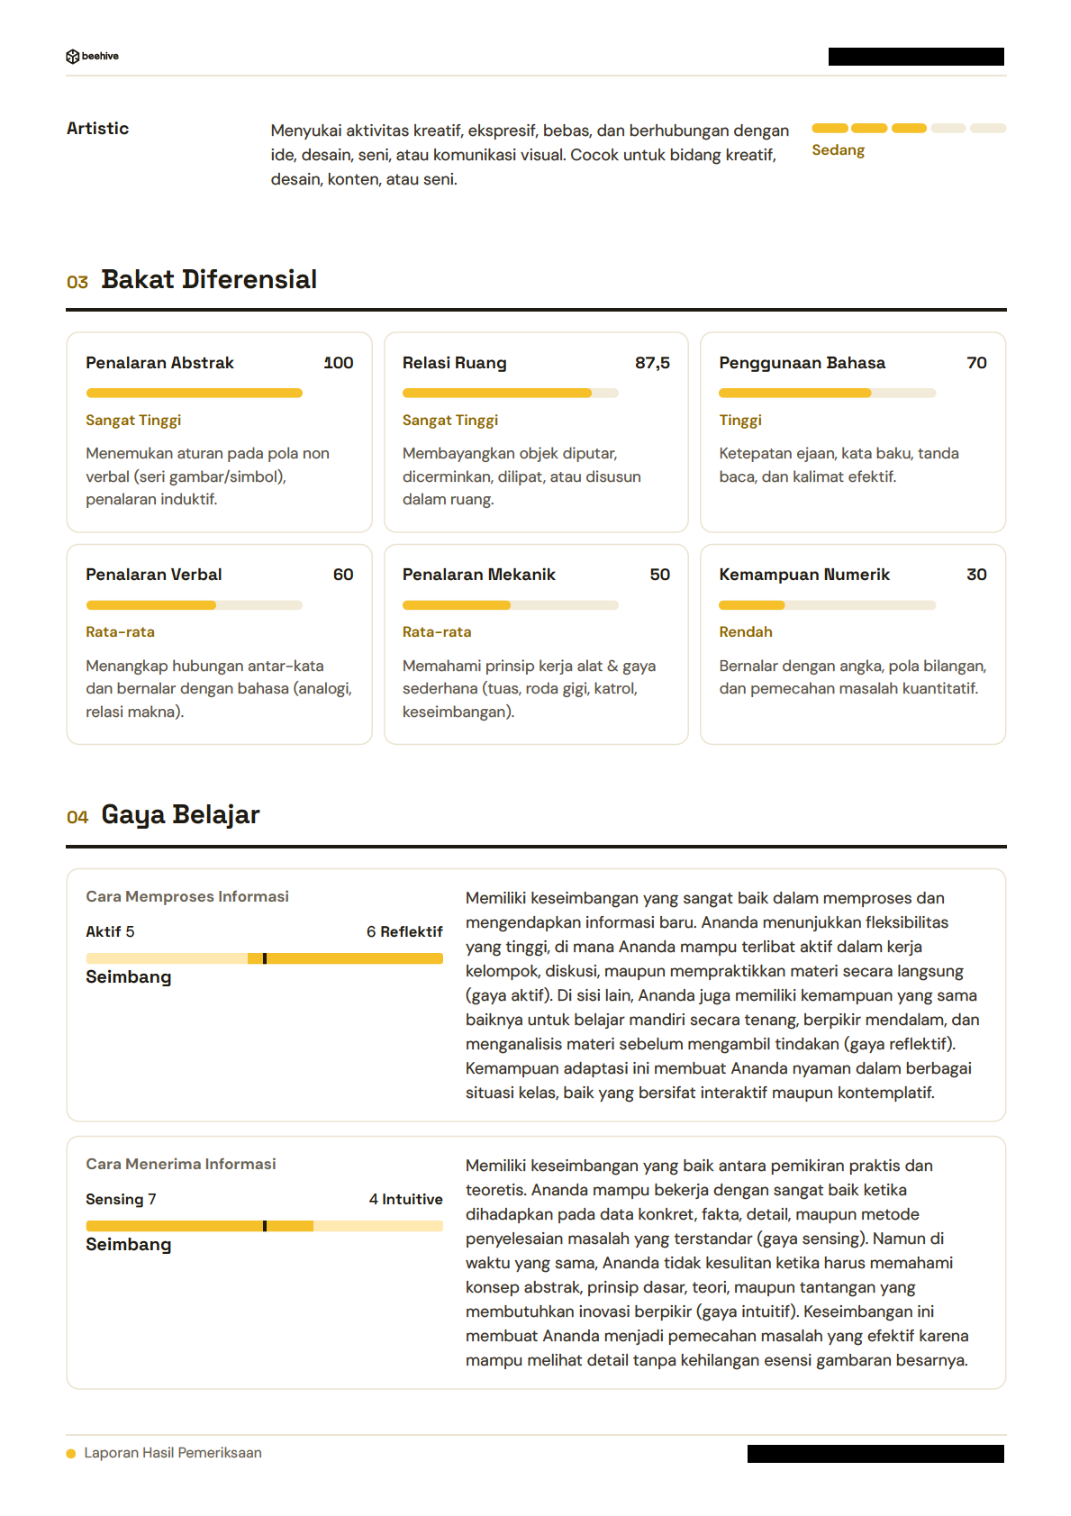 beehive
Artistic
Menyukai aktivitas kreatif, ekspresif, bebas, dan berhubungan dengan
ide, desain, seni, atau komunikasi visual. Cocok untuk bidang kreatif,
desain, konten, atau seni.
Sedang
03 Bakat Diferensial
Penalaran Abstrak 100
Sangat Tinggi
Menemukan aturan pada pola non
verbal (seri gambar/simbol),
penalaran induktif.
Relasi Ruang 87,5
Sangat Tinggi
Membayangkan objek diputar,
dicerminkan, dilipat, atau disusun
dalam ruang.
Penggunaan Bahasa 70
Tinggi
Ketepatan ejaan, kata baku, tanda
baca, dan kalimat efektif.
Penalaran Verbal 60
Rata-rata
Menangkap hubungan antar-kata
dan bernalar dengan bahasa (analogi,
relasi makna).
Penalaran Mekanik 50
Rata-rata
Memahami prinsip kerja alat & gaya
sederhana (tuas, roda gigi, katrol,
keseimbangan).
Kemampuan Numerik 30
Rendah
Bernalar dengan angka, pola bilangan,
dan pemecahan masalah kuantitatif.
04 Gaya Belajar
Cara Memproses Informasi
Aktif 5 6 Reflektif
Seimbang
Memiliki keseimbangan yang sangat baik dalam memproses dan
mengendapkan informasi baru. Ananda menunjukkan fleksibilitas
yang tinggi, di mana Ananda mampu terlibat aktif dalam kerja
kelompok, diskusi, maupun mempraktikkan materi secara langsung
(gaya aktif). Di sisi lain, Ananda juga memiliki kemampuan yang sama
baiknya untuk belajar mandiri secara tenang, berpikir mendalam, dan
menganalisis materi sebelum mengambil tindakan (gaya reflektif).
Kemampuan adaptasi ini membuat Ananda nyaman dalam berbagai
situasi kelas, baik yang bersifat interaktif maupun kontemplatif.
Cara Menerima Informasi
Sensing 7 4 Intuitive
Seimbang
Memiliki keseimbangan yang baik antara pemikiran praktis dan
teoretis. Ananda mampu bekerja dengan sangat baik ketika
dihadapkan pada data konkret, fakta, detail, maupun metode
penyelesaian masalah yang terstandar (gaya sensing). Namun di
waktu yang sama, Ananda tidak kesulitan ketika harus memahami
konsep abstrak, prinsip dasar, teori, maupun tantangan yang
membutuhkan inovasi berpikir (gaya intuitif). Keseimbangan ini
membuat Ananda menjadi pemecahan masalah yang efektif karena
mampu melihat detail tanpa kehilangan esensi gambaran besarnya.
Laporan Hasil Pemeriksaan